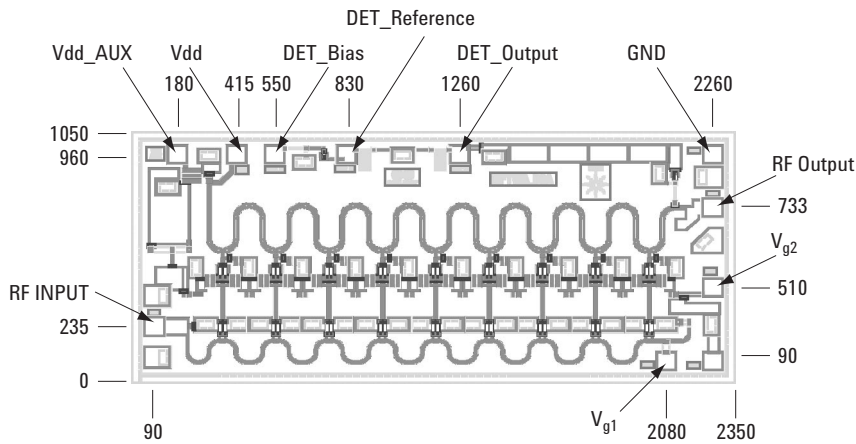 DET_Reference
Vdd_AUX Vdd DET_Bias DET_Output GND
180 415 550 830 1260 2260
1050
960
RF Output
733
Vg2
RF INPUT
510
235
90
0
Vg1
90 2080 2350